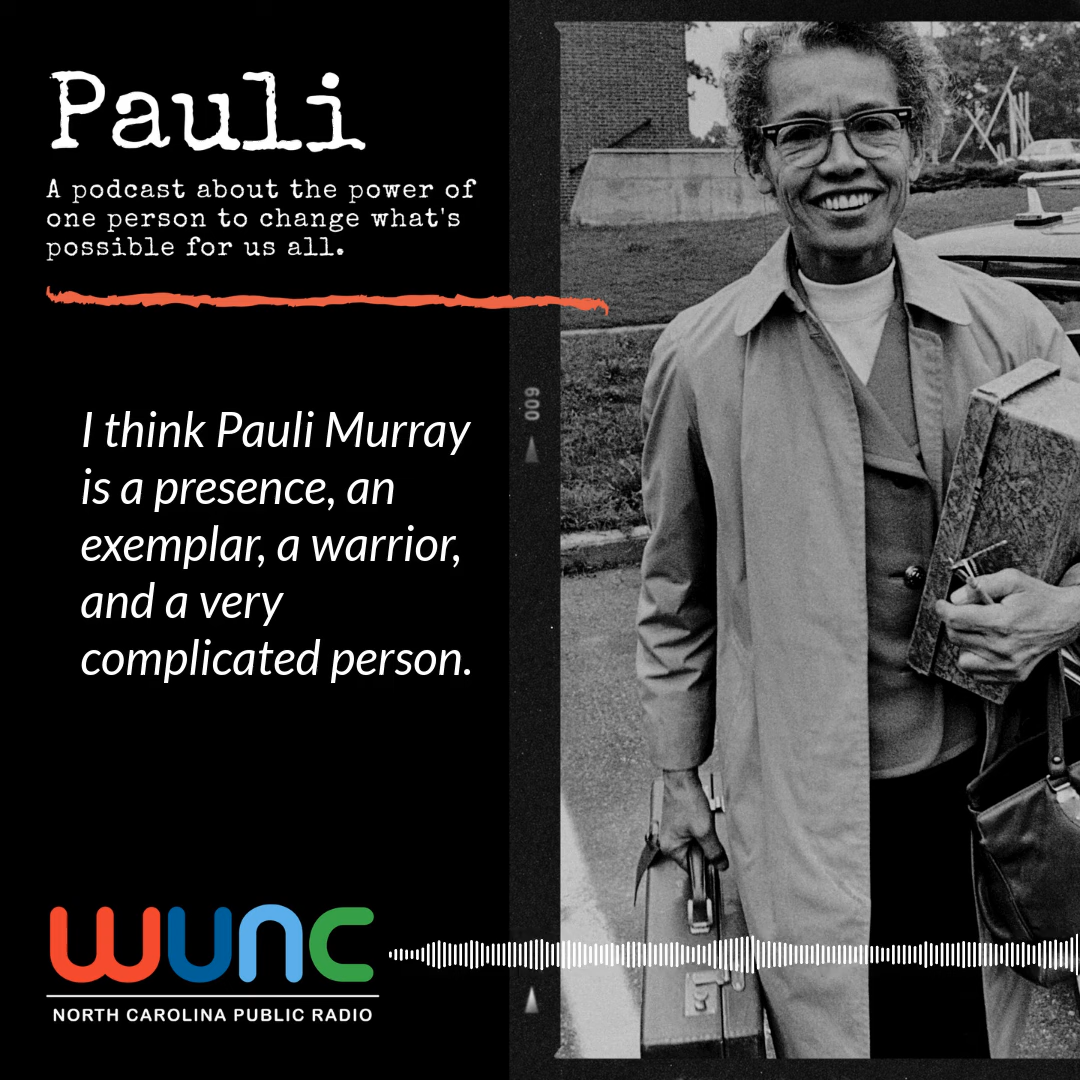 Pauli
A podcast about the power of
one person to change what's
possible for us all.
I think Pauli Murray
is a presence, an
exemplar, a warrior,
and a very
complicated person.
600
WUNC
NORTH CAROLINA PUBLIC RADIO